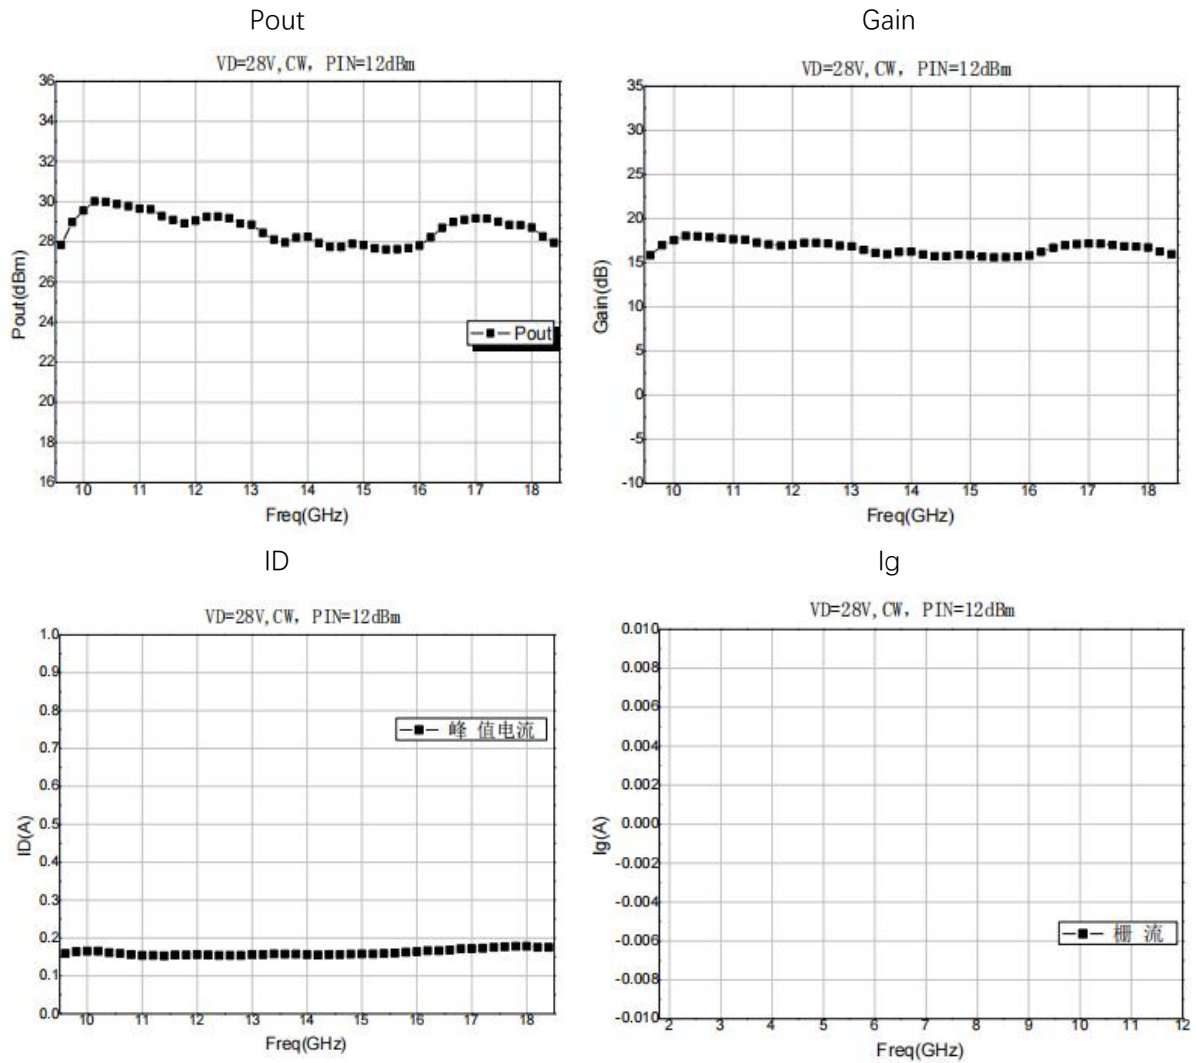 Pout
VD=28V,CW, PIN=12dBm
36
34
32
30
28
26
24
22
20
18
16
Pout(dBm)
Pout
10 11 12 13 14 15 16 17 18
Freq(GHz)
Gain
VD=28V,CW, PIN=12dBm
35
30
25
20
15
10
5
0
-5
-10
Gain(dB)
10 11 12 13 14 15 16 17 18
Freq(GHz)
ID
VD=28V,CW, PIN=12dBm
1.0
0.9
0.8
0.7
0.6
0.5
0.4
0.3
0.2
0.1
0.0
ID(A)
峰 值电流
10 11 12 13 14 15 16 17 18
Freq(GHz)
Ig
VD=28V,CW, PIN=12dBm
0.010
0.008
0.006
0.004
0.002
0.000
-0.002
-0.004
-0.006
-0.008
-0.010
Ig(A)
栅 流
2 3 4 5 6 7 8 9 10 11 12
Freq(GHz)